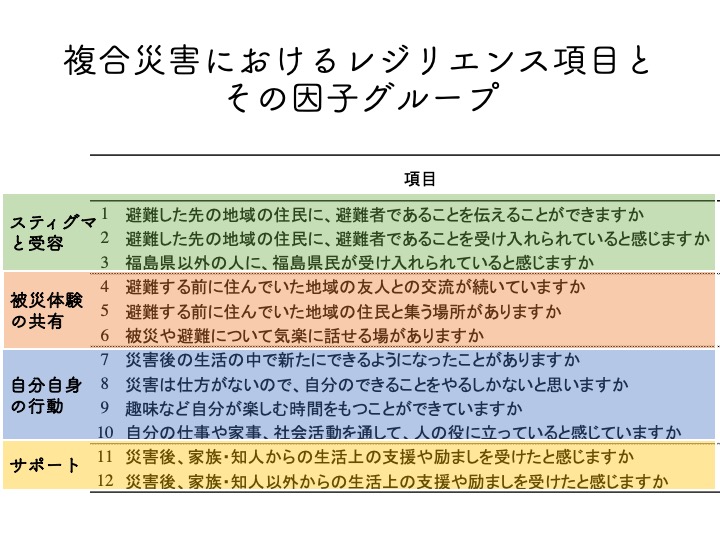 複合災害におけるレジリエンス項目と
その因子グループ
項目
スティグマ
と受容
1 避難した先の地域の住民に、避難者であることを伝えることができますか
2 避難した先の地域の住民に、避難者であることを受け入れられていると感じますか
3 福島県以外の人に、福島県民が受け入れられていると感じますか
被災体験
の共有
4 避難する前に住んでいた地域の友人との交流が続いていますか
5 避難する前に住んでいた地域の住民と集う場所がありますか
6 被災や避難について気楽に話せる場がありますか
自分自身
の行動
7 災害後の生活の中で新たにできるようになったことがありますか
8 災害は仕方がないので、自分のできることをやるしかないと思いますか
9 趣味など自分が楽しむ時間をもつことができていますか
10 自分の仕事や家事、社会活動を通して、人の役に立っていると感じていますか
サポート
11 災害後、家族・知人からの生活上の支援や励ましを受けたと感じますか
12 災害後、家族・知人以外からの生活上の支援や励ましを受けたと感じますか